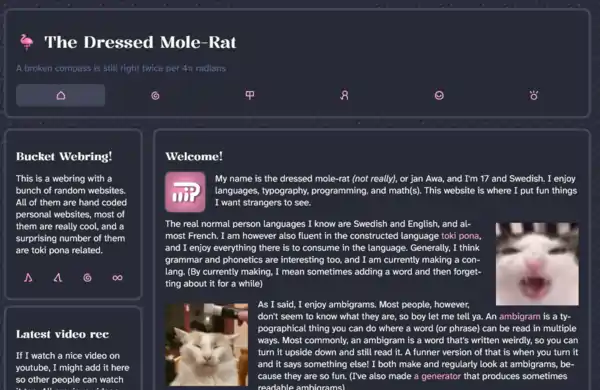 The Dressed Mole-Rat
A broken compass is still right twice per 4π radians
Bucket Webring!
This is a webring with a
bunch of random websites.
All of them are hand coded
personal websites, most of
them are really cool, and a
surprising number of them
are toki pona related.
Latest video rec
If I watch a nice video on
youtube, I might add it here
so other people can watch
Welcome!
My name is the dressed mole-rat (not really), or jan Awa, and I'm 17 and Swedish. I enjoy
languages, typography, programming, and math(s). This website is where I put fun things
I want strangers to see.
The real normal person languages I know are Swedish and English, and al-
most French. I am however also fluent in the constructed language toki pona,
and I enjoy everything there is to consume in the language. Generally, I think
grammar and phonetics are interesting too, and I am currently making a con-
lang. (By currently making, I mean sometimes adding a word and then forget-
ting about it for a while)
As I said, I enjoy ambigrams. Most people, however,
don't seem to know what they are, so boy let me tell ya. An ambigram is a ty-
pographical thing you can do where a word (or phrase) can be read in multiple
ways. Most commonly, an ambigram is a word that's written weirdly, so you can
turn it upside down and still read it. A funner version of that is when you turn it
and it says something else! I both make and regularly look at ambigrams, be-
cause they are so fun. (I've also made a generator that produces sometimes
readable ambigrams)